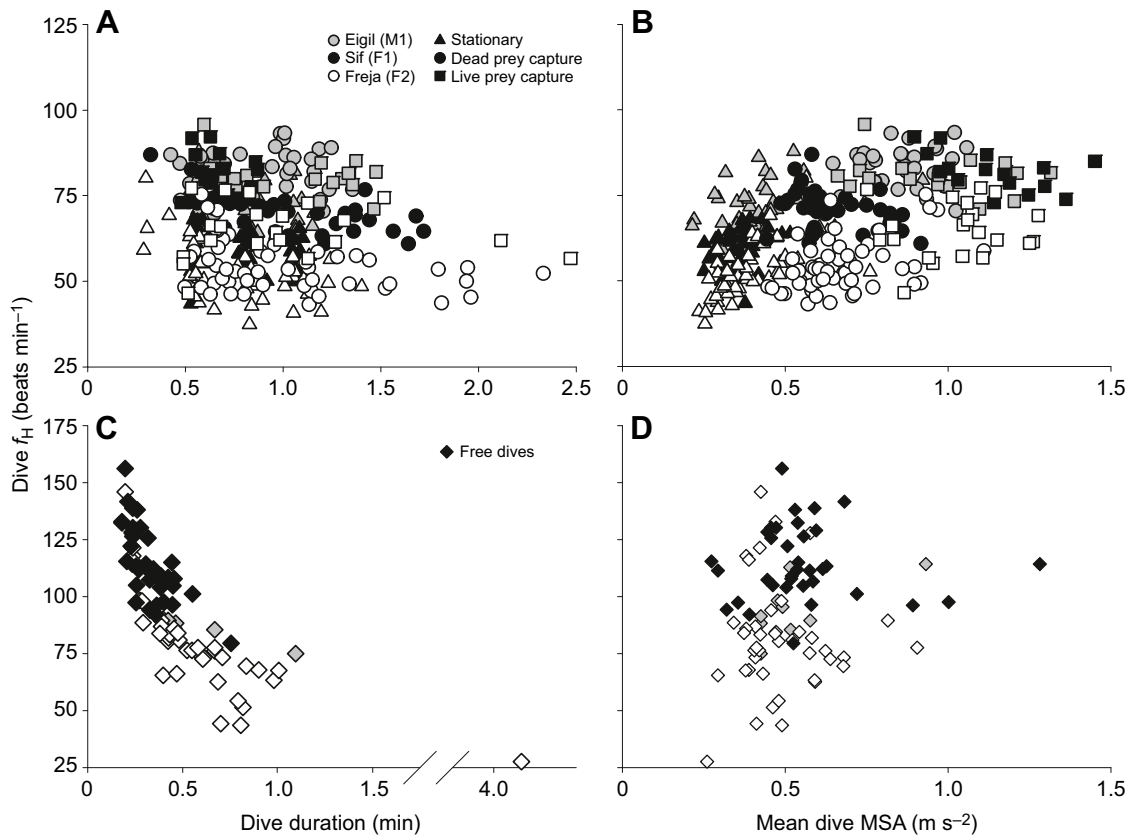 A
B
125
100
75
50
25
Eigil (M1)
Sif (F1)
Freja (F2)
Stationary
Dead prey capture
Live prey capture
0 0.5 1.0 1.5 2.0 2.5
0 0.5 1.0 1.5
Dive fH (beats min–1)
C
D
175
150
125
100
75
50
25
Free dives
0 0.5 1.0 1.5 4.0
0 0.5 1.0 1.5
Dive duration (min)
Mean dive MSA (m s–2)